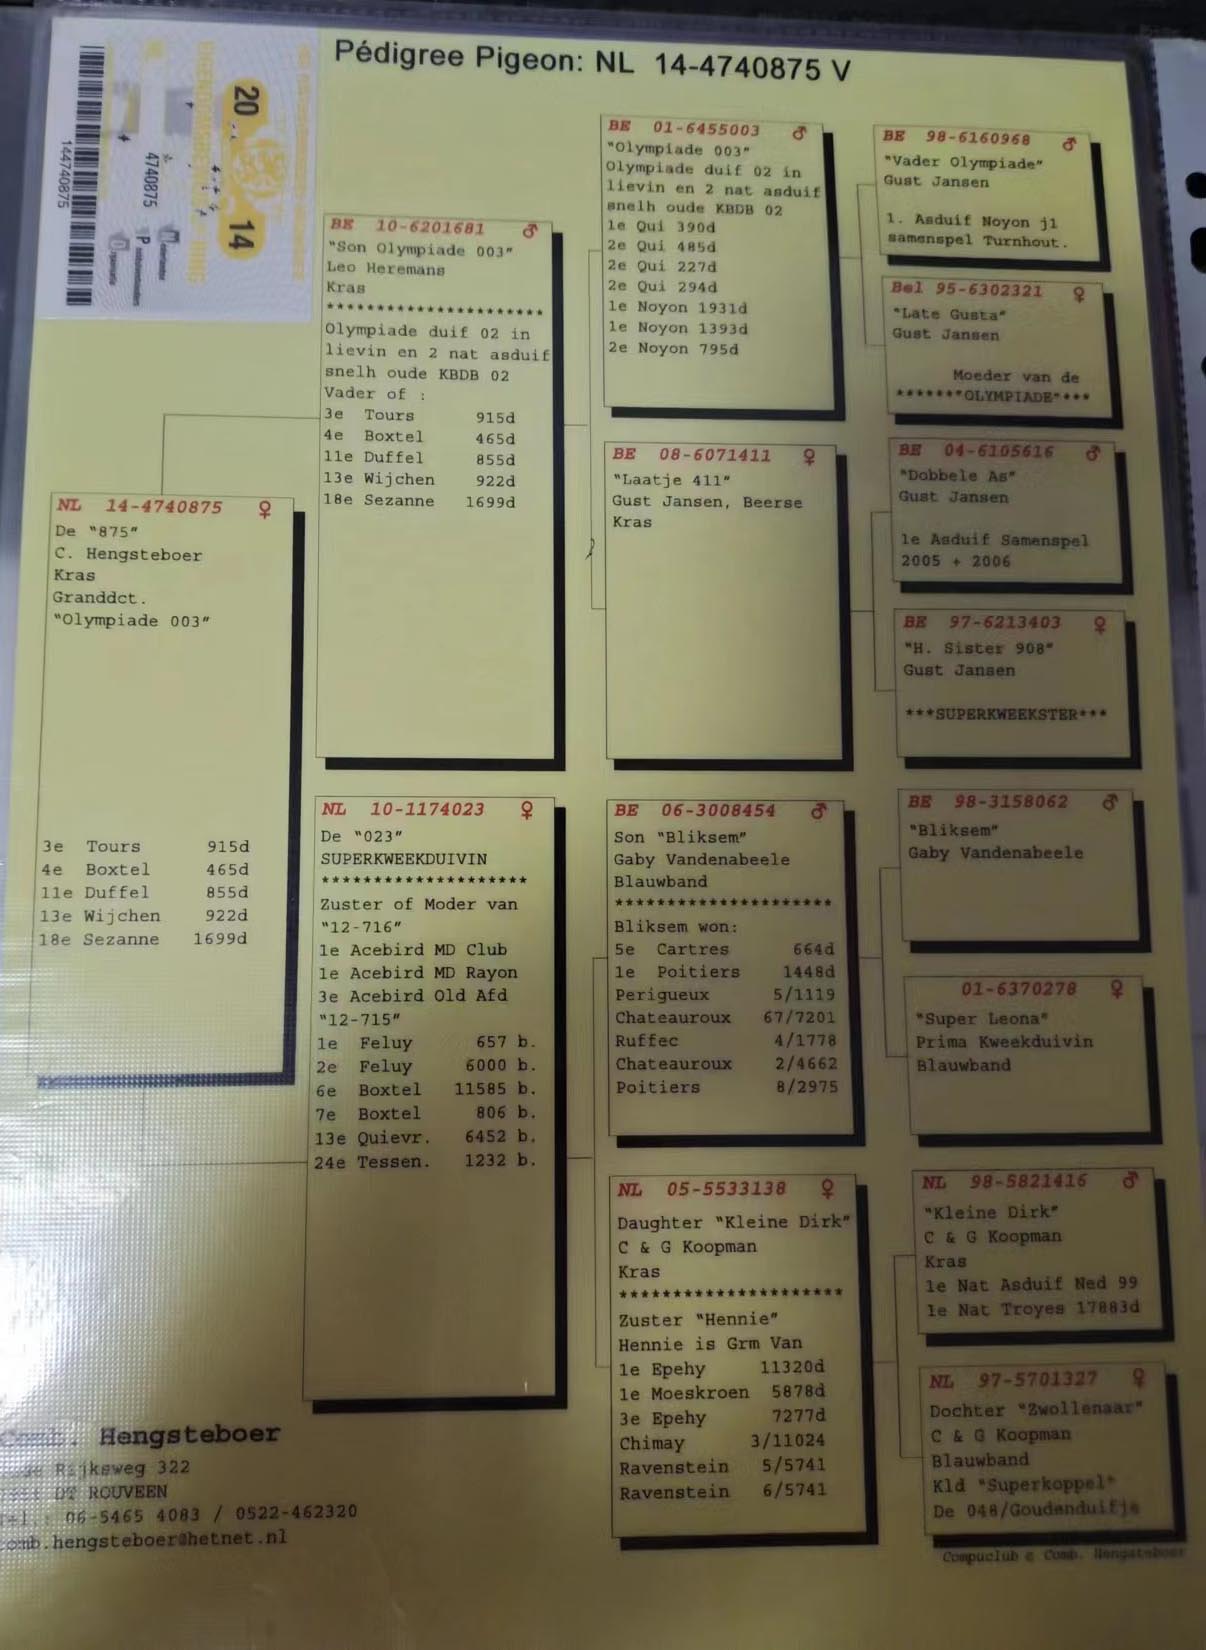 Pédigree Pigeon: NL 14-4740875 V
20 14
4740875
P
144740875
NL 14-4740875 ♀
De "875"
C. Hengsteboer
Kras
Granddct.
"Olympiade 003"
3e Tours 915d
4e Boxtel 465d
11e Duffel 855d
13e Wijchen 922d
18e Sezanne 1699d
BE 10-6201681 ♂
"Son Olympiade 003"
Leo Heremans
Kras
*********************
Olympiade duif 02 in
lievin en 2 nat asduif
snelh oude KBDB 02
Vader of :
3e Tours 915d
4e Boxtel 465d
11e Duffel 855d
13e Wijchen 922d
18e Sezanne 1699d
NL 10-1174023 ♀
De "023"
SUPERKWEEKDUIVIN
********************
Zuster of Moder van
"12-716"
1e Acebird MD Club
1e Acebird MD Rayon
3e Acebird Old Afd
"12-715"
1e Feluy 657 b.
2e Feluy 6000 b.
6e Boxtel 11585 b.
7e Boxtel 806 b.
13e Quievr. 6452 b.
24e Tessen. 1232 b.
BE 01-6455003 ♂
"Olympiade 003"
Olympiade duif 02 in
lievin en 2 nat asduif
snelh oude KBDB 02
1e Qui 390d
2e Qui 485d
2e Qui 227d
2e Qui 294d
1e Noyon 1931d
1e Noyon 1393d
2e Noyon 795d
BE 08-6071411 ♀
"Laatje 411"
Gust Jansen, Beerse
Kras
BE 06-3008454 ♂
Son "Bliksem"
Gaby Vandenabeele
Blauwband
*********************
Bliksem won:
5e Cartres 664d
1e Poitiers 1448d
Perigueux 5/1119
Chateauroux 67/7201
Ruffec 4/1778
Chateauroux 2/4662
Poitiers 8/2975
NL 05-5533138 ♀
Daughter "Kleine Dirk"
C & G Koopman
Kras
**********************
Zuster "Hennie"
Hennie is Grm Van
1e Epehy 11320d
1e Moeskroen 5878d
3e Epehy 7277d
Chimay 3/11024
Ravenstein 5/5741
Ravenstein 6/5741
BE 98-6160968 ♂
"Vader Olympiade"
Gust Jansen
1. Asduif Noyon jl
samenspel Turnhout.
Bel 95-6302321 ♀
"Late Gusta"
Gust Jansen
Moeder van de
*******OLYMPIADE"***
BE 04-6105616 ♂
"Dobbele As"
Gust Jansen
1e Asduif Samenspel
2005 + 2006
BE 97-6213403 ♀
"H. Sister 908"
Gust Jansen
***SUPERKWEEKSTER***
BE 98-3158062 ♂
"Bliksem"
Gaby Vandenabeele
01-6370278 ♀
"Super Leona"
Prima Kweekduivin
Blauwband
NL 98-5821416 ♂
"Kleine Dirk"
C & G Koopman
Kras
1e Nat Asduif Ned 99
1e Nat Troyes 17883d
NL 97-5701327 ♀
Dochter "Zwollenaar"
C & G Koopman
Blauwband
Kld "Superkoppel"
De 048/Goudenduifje
Comb. Hengsteboer
Rijksweg 322
DT ROUVEEN
Tel.: 06-5465 4083 / 0522-462320
comb.hengsteboer@hetnet.nl
Compuclub © Comb. Hengsteboer